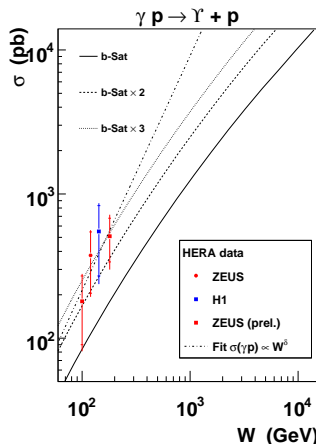 γ p → ϒ + p
σ (pb)
10⁴
b-Sat
b-Sat × 2
b-Sat × 3
10³
HERA data
ZEUS
H1
ZEUS (prel.)
Fit σ(γp) ∝ W^δ
10²
10² 10³ 10⁴
W (GeV)